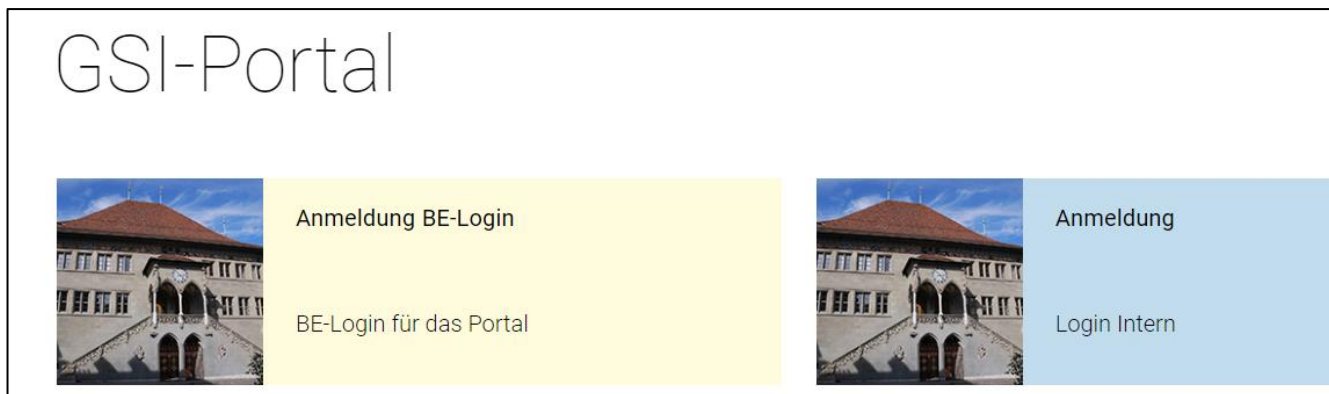 GSI-Portal
Anmeldung BE-Login
BE-Login für das Portal
Anmeldung
Login Intern